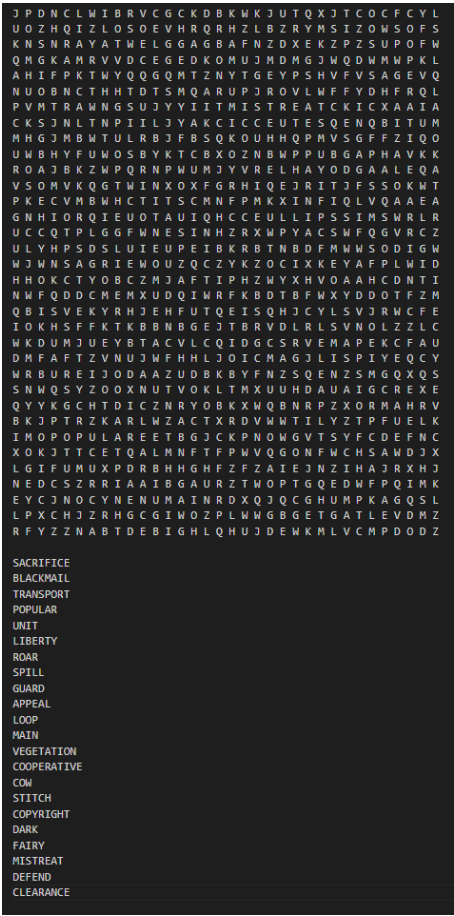 J P D N C L W I B R V C G C K D B K W K J U T Q X J T C O C F C Y L
U O Z H Q I Z L O S O E V H R Q R H Z L B Z R Y M S I Z O W S O F S
K N S N R A Y A T W E L G G A G B A F N Z D X E K Z P Z S U P O F W
Q M G K A M R V V D C E G E D K O M U J M D M G J W Q D W M W P K L
A H I F P K T W Y Q Q G Q M T Z N Y T G E Y P S H V F V S A G E V Q
N U O B N C T H H T D T S M Q A R U P J R O V L W F F Y D H F R Q L
P V M T R A W N G S U J Y Y I I T M I S T R E A T C K I C X A A I A
C K S J N L T N P I I L J Y A K C I C C E U T E S Q E N Q B I T U M
M H G J M B W T U L R B J F B S Q K O U H H Q P M V S G F F Z I Q O
U W B H Y F U W O S B Y K T C B X O Z N B W P P U B G A P H A V K K
R O A J B K Z W P Q R N P W U M J Y V R E L H A Y O D G A A L E Q A
V S O M V K Q G T W I N X O X F G R H I Q E J R I T J F S S O K W T
P K E C V M B W H C T I T S C M N F P M K X I N F I Q L V Q A A E A
G N H I O R Q I E U O T A U I Q H C C E U L L I P S S I M S W R L R
U C C Q T P L G G F W N E S I N H Z R X W P Y A C S W F Q G V R C Z
U L Y H P S D S L U I E U P E I B K R B T N B D F M W W S O D I G W
W J W N S A G R I E W O U Z Q C Z Y K Z O C I X K E Y A F P L W I D
H H O K C T Y O B C Z M J A F T I P H Z W Y X H V O A A H C D N T I
N W F Q D D C M E M X U D Q I W R F K B D T B F W X Y D D O T F Z M
Q B I S V E K Y R H J E H F U T Q E I S Q H J C Y L S V J R W C F E
I O K H S F F K T K B B N B G E J T B R V D L R L S V N O L Z Z L C
W K D U M J U E Y B T A C V L C Q I D G C S R V E M A P E K C F A U
D M F A F T Z V N U J W F H H L J O I C M A G J L I S P I Y E Q C Y
W R B U R E I J O D A A Z U D B K B Y F N Z S Q E N Z S M G Q X Q S
S N W Q S Y Z O O X N U T V O K L T M X U U H D A U A I G C R E X E
Q Y Y K G C H T D I C Z N R Y O B K X W Q B N R P Z X O R M A H R V
B K J P T R Z K A R L W Z A C T X R D V W W T I L Y Z T P F U E L K
I M O P O P U L A R E E T B G J C K P N O W G V T S Y F C D E F N C
X O K J T T C E T Q A L M N F T F P W V Q G O N F W C H S A W D J X
L G I F U M U X P D R B H H G H F Z F Z A I E J N Z I H A J R X H J
N E D C S Z R R I A A I B G A U R Z T W O P T G Q E D W F P Q I M K
E Y C J N O C Y N E N U M A I N R D X Q J Q C G H U M P K A G Q S L
L P X C H J Z R H G C G I W O Z P L W W G B G E T G A T L E V D M Z
R F Y Z Z N A B T D E B I G H L Q H U J D E W K M L V C M P D O D Z
SACRIFICE
BLACKMAIL
TRANSPORT
POPULAR
UNIT
LIBERTY
ROAR
SPILL
GUARD
APPEAL
LOOP
MAIN
VEGETATION
COOPERATIVE
COW
STITCH
COPYRIGHT
DARK
FAIRY
MISTREAT
DEFEND
CLEARANCE